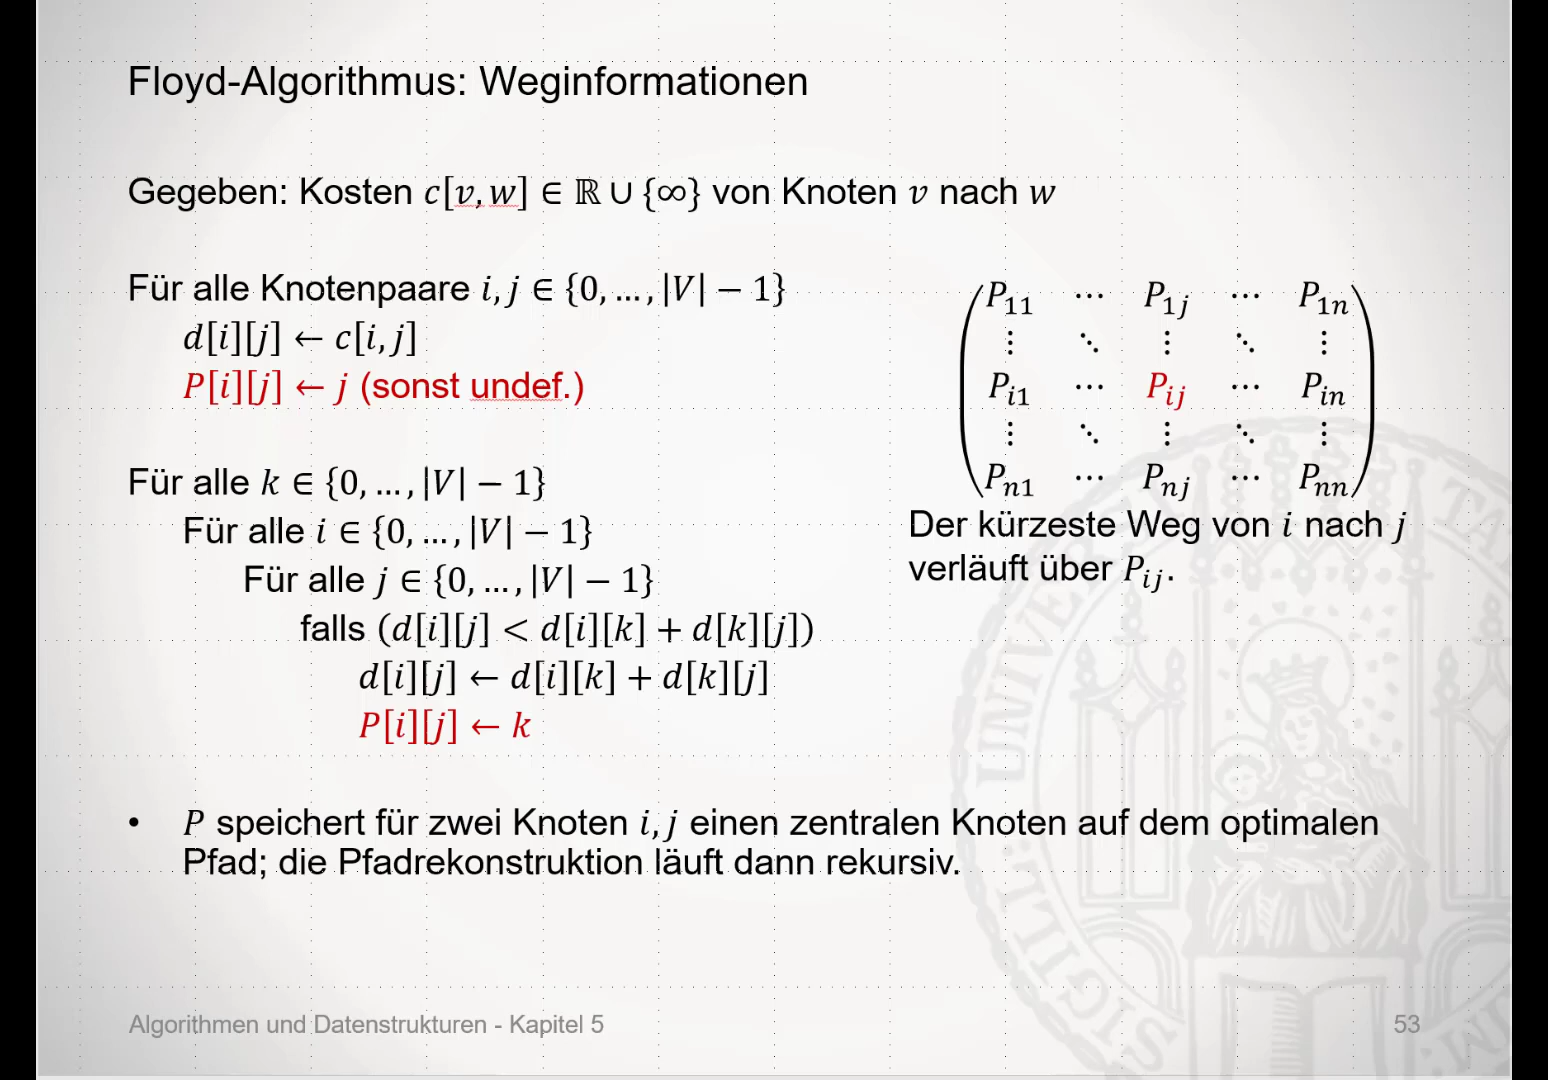 Floyd-Algorithmus: Weginformationen
Gegeben: Kosten c[v, w] ∈ ℝ ∪ {∞} von Knoten v nach w
Für alle Knotenpaare i, j ∈ {0, … , |V| − 1}
d[i][j] ← c[i, j]
P[i][j] ← j (sonst undef.)
Für alle k ∈ {0, … , |V| − 1}
Für alle i ∈ {0, … , |V| − 1}
Für alle j ∈ {0, … , |V| − 1}
falls (d[i][j] < d[i][k] + d[k][j])
d[i][j] ← d[i][k] + d[k][j]
P[i][j] ← k
P₁₁ ⋯ P₁ⱼ ⋯ P₁ₙ
⋮ ⋱ ⋮ ⋱ ⋮
Pᵢ₁ ⋯ Pᵢⱼ ⋯ Pᵢₙ
⋮ ⋱ ⋮ ⋱ ⋮
Pₙ₁ ⋯ Pₙⱼ ⋯ Pₙₙ
Der kürzeste Weg von i nach j
verläuft über Pᵢⱼ.
• P speichert für zwei Knoten i, j einen zentralen Knoten auf dem optimalen
Pfad; die Pfadrekonstruktion läuft dann rekursiv.
Algorithmen und Datenstrukturen - Kapitel 5
53